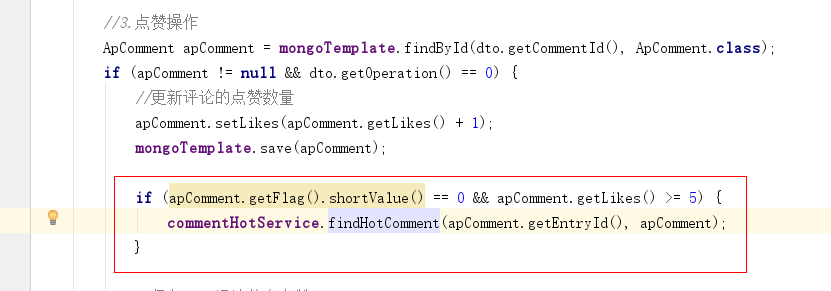 //3.点赞操作
ApComment apComment = mongoTemplate.findById(dto.getCommentId(), ApComment.class);
if (apComment != null && dto.getOperation() == 0) {
//更新评论的点赞数量
apComment.setLikes(apComment.getLikes() + 1);
mongoTemplate.save(apComment);
if (apComment.getFlag().shortValue() == 0 && apComment.getLikes() >= 5) {
commentHotService.findHotComment(apComment.getEntryId(), apComment);
}